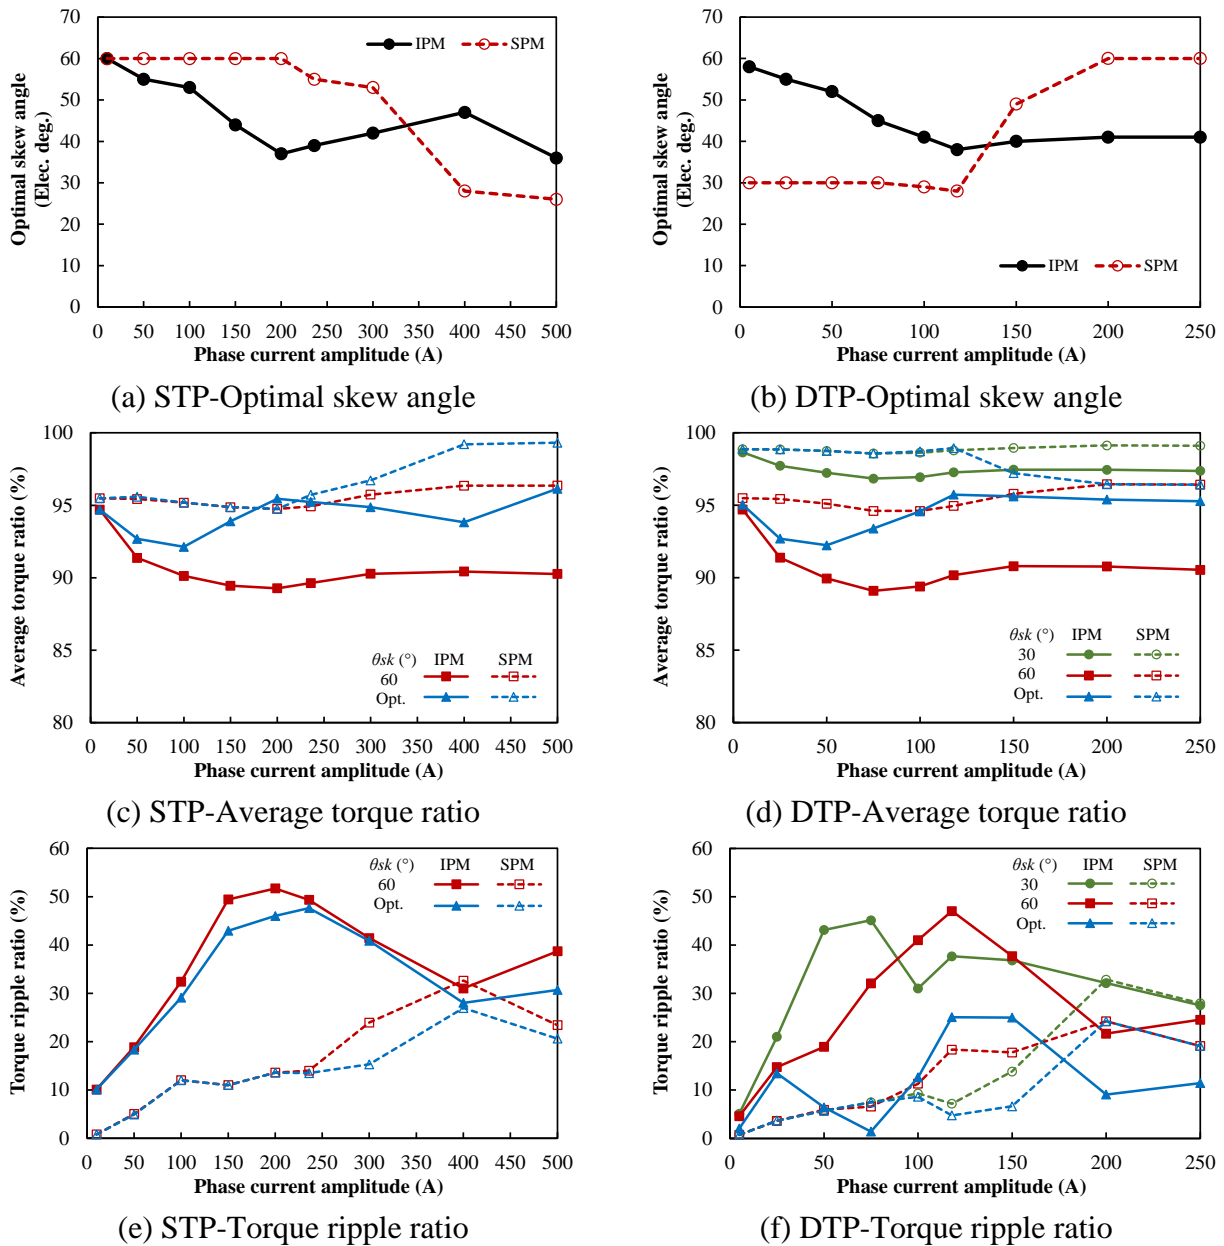 70
60
50
40
30
20
10
0
Optimal skew angle
(Elec. deg.)
IPM SPM
0 50 100 150 200 250 300 350 400 450 500
Phase current amplitude (A)
(a) STP-Optimal skew angle
70
60
50
40
30
20
10
0
Optimal skew angle
(Elec. deg.)
IPM SPM
0 50 100 150 200 250
Phase current amplitude (A)
(b) DTP-Optimal skew angle
100
95
90
85
80
Average torque ratio (%)
θsk (°) IPM SPM
60
Opt.
0 50 100 150 200 250 300 350 400 450 500
Phase current amplitude (A)
(c) STP-Average torque ratio
100
95
90
85
80
Average torque ratio (%)
θsk (°) IPM SPM
30
60
Opt.
0 50 100 150 200 250
Phase current amplitude (A)
(d) DTP-Average torque ratio
60
50
40
30
20
10
0
Torque ripple ratio (%)
θsk (°) IPM SPM
60
Opt.
0 50 100 150 200 250 300 350 400 450 500
Phase current amplitude (A)
(e) STP-Torque ripple ratio
60
50
40
30
20
10
0
Torque ripple ratio (%)
θsk (°) IPM SPM
30
60
Opt.
0 50 100 150 200 250
Phase current amplitude (A)
(f) DTP-Torque ripple ratio